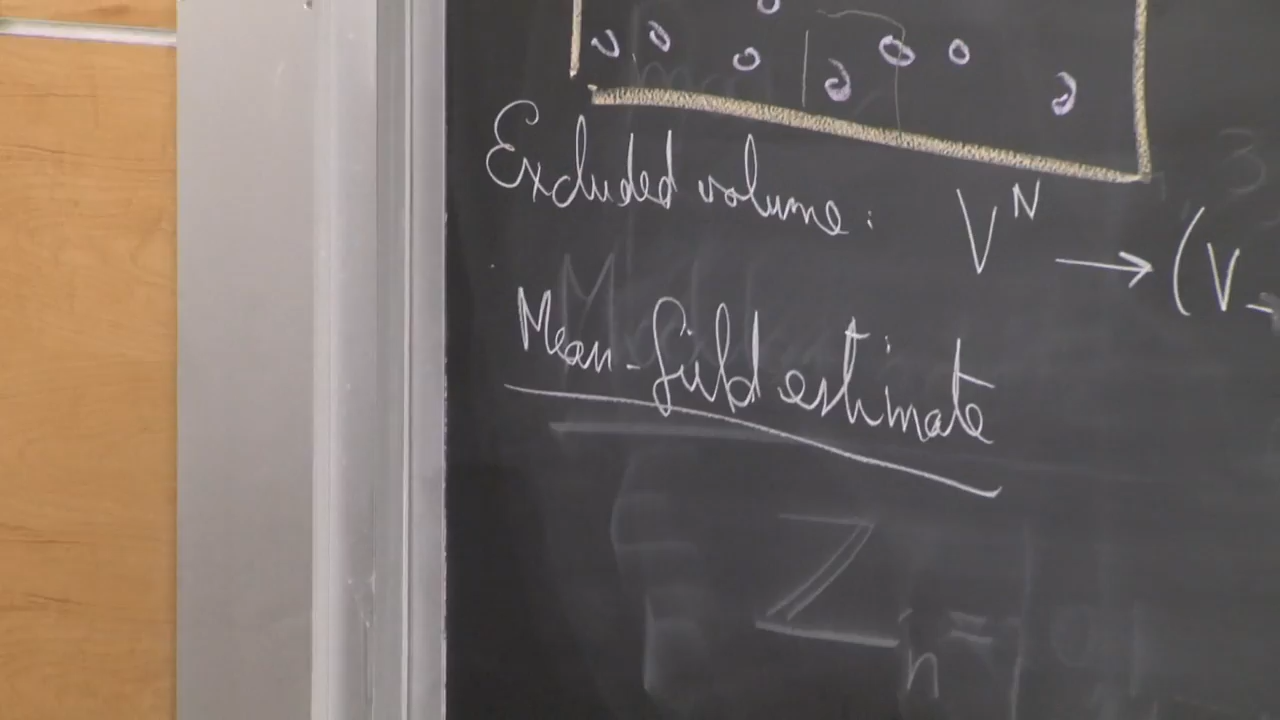 Excluded volume: V^N → (V -
Mean-field estimate
Z n =